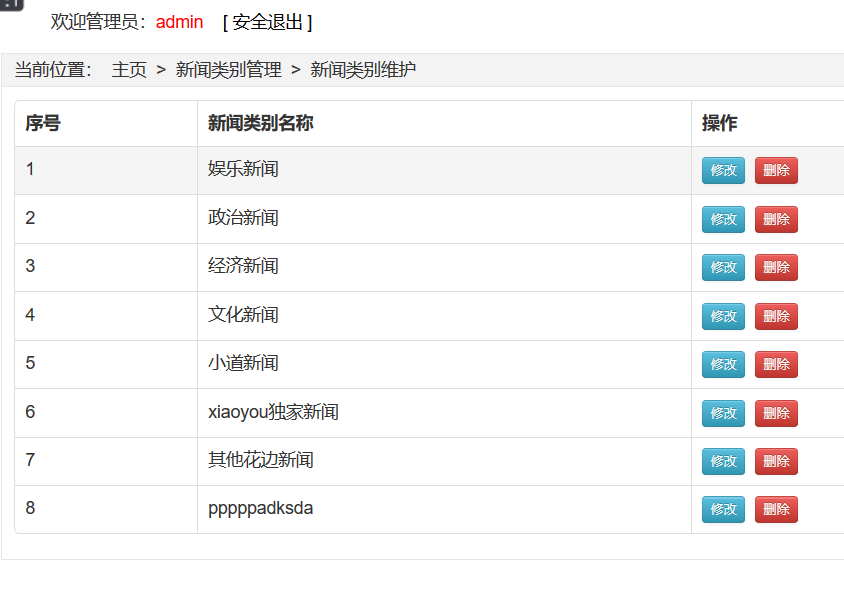 欢迎管理员：admin [ 安全退出 ]
当前位置： 主页 > 新闻类别管理 > 新闻类别维护
序号 新闻类别名称 操作
1 娱乐新闻 修改 删除
2 政治新闻 修改 删除
3 经济新闻 修改 删除
4 文化新闻 修改 删除
5 小道新闻 修改 删除
6 xiaoyou独家新闻 修改 删除
7 其他花边新闻 修改 删除
8 pppppadksda 修改 删除